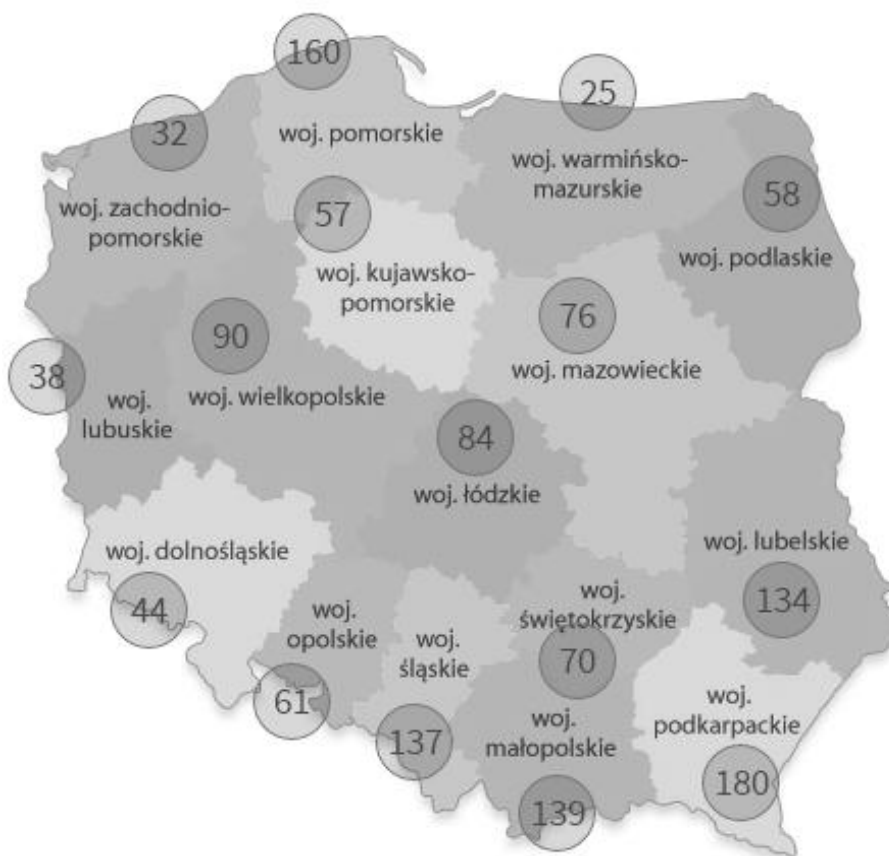 160
25
32
woj. pomorskie
woj. warmińsko-
mazurskie
58
woj. zachodnio-
pomorskie
57
woj. podlaskie
woj. kujawsko-
pomorskie
76
90
38
woj. mazowieckie
woj. wielkopolskie
woj.
lubuskie
84
woj. łódzkie
woj. dolnośląskie
woj. lubelskie
44
woj.
opolskie
woj.
świętokrzyskie
134
woj.
śląskie
70
61
woj.
podkarpackie
woj.
małopolskie
137
180
139